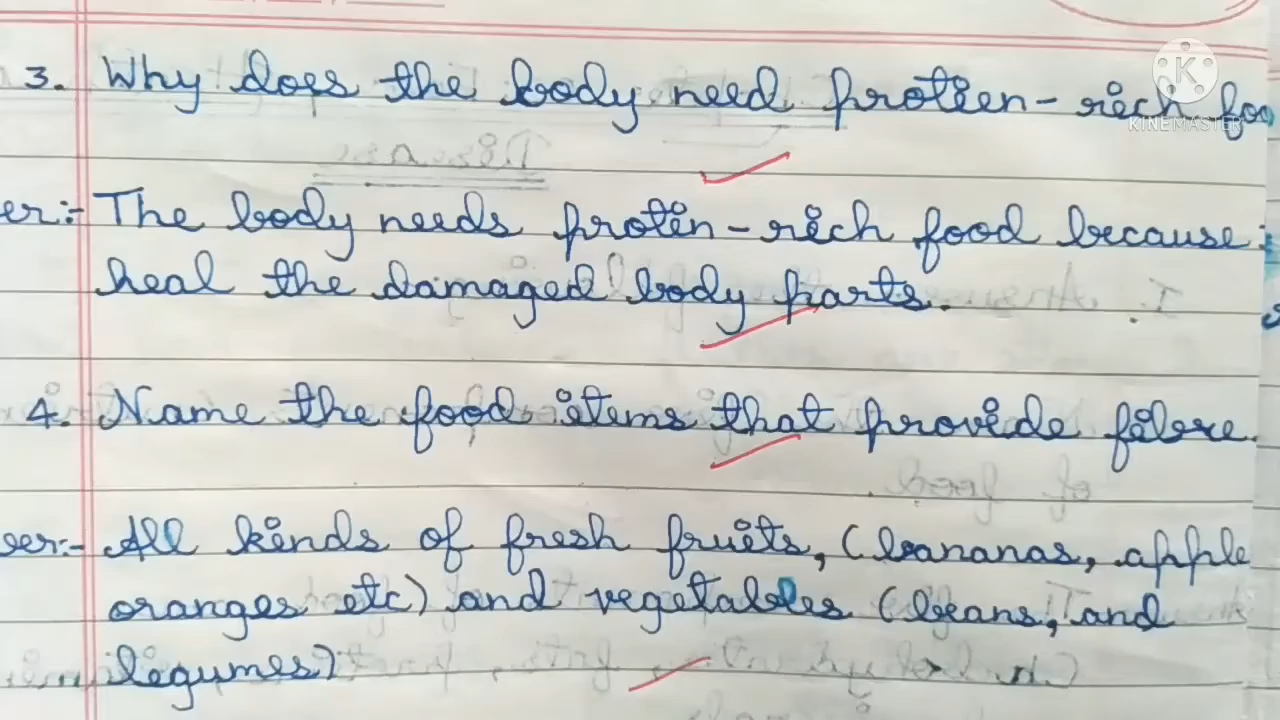 3. Why does the body need protien-rich foo
KINEMASTER
er:- The body needs protin-rich food because
heal the damaged body parts.
4. Name the food items that provide fibre.
er:- All kinds of fresh fruits, (bananas, apple
oranges etc) and vegetables (beans, and
legumes)